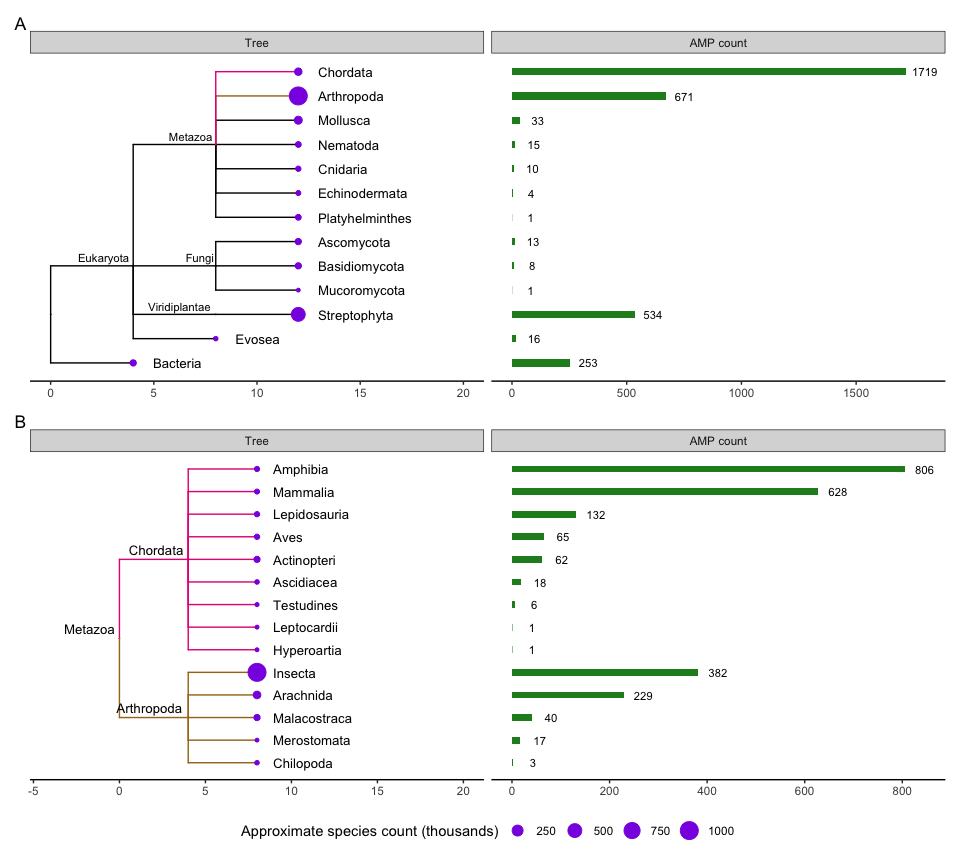 A
Tree AMP count
Chordata 1719
Arthropoda 671
Mollusca 33
Metazoa
Nematoda 15
Cnidaria 10
Echinodermata 4
Platyhelminthes 1
Ascomycota 13
Eukaryota Fungi
Basidiomycota 8
Mucoromycota 1
Viridiplantae
Streptophyta 534
Evosea 16
Bacteria 253
0 5 10 15 20 0 500 1000 1500
B
Tree AMP count
Amphibia 806
Mammalia 628
Lepidosauria 132
Aves 65
Chordata
Actinopteri 62
Ascidiacea 18
Testudines 6
Metazoa Leptocardii 1
Hyperoartia 1
Insecta 382
Arachnida 229
Arthropoda
Malacostraca 40
Merostomata 17
Chilopoda 3
-5 0 5 10 15 20 0 200 400 600 800
Approximate species count (thousands) 250 500 750 1000